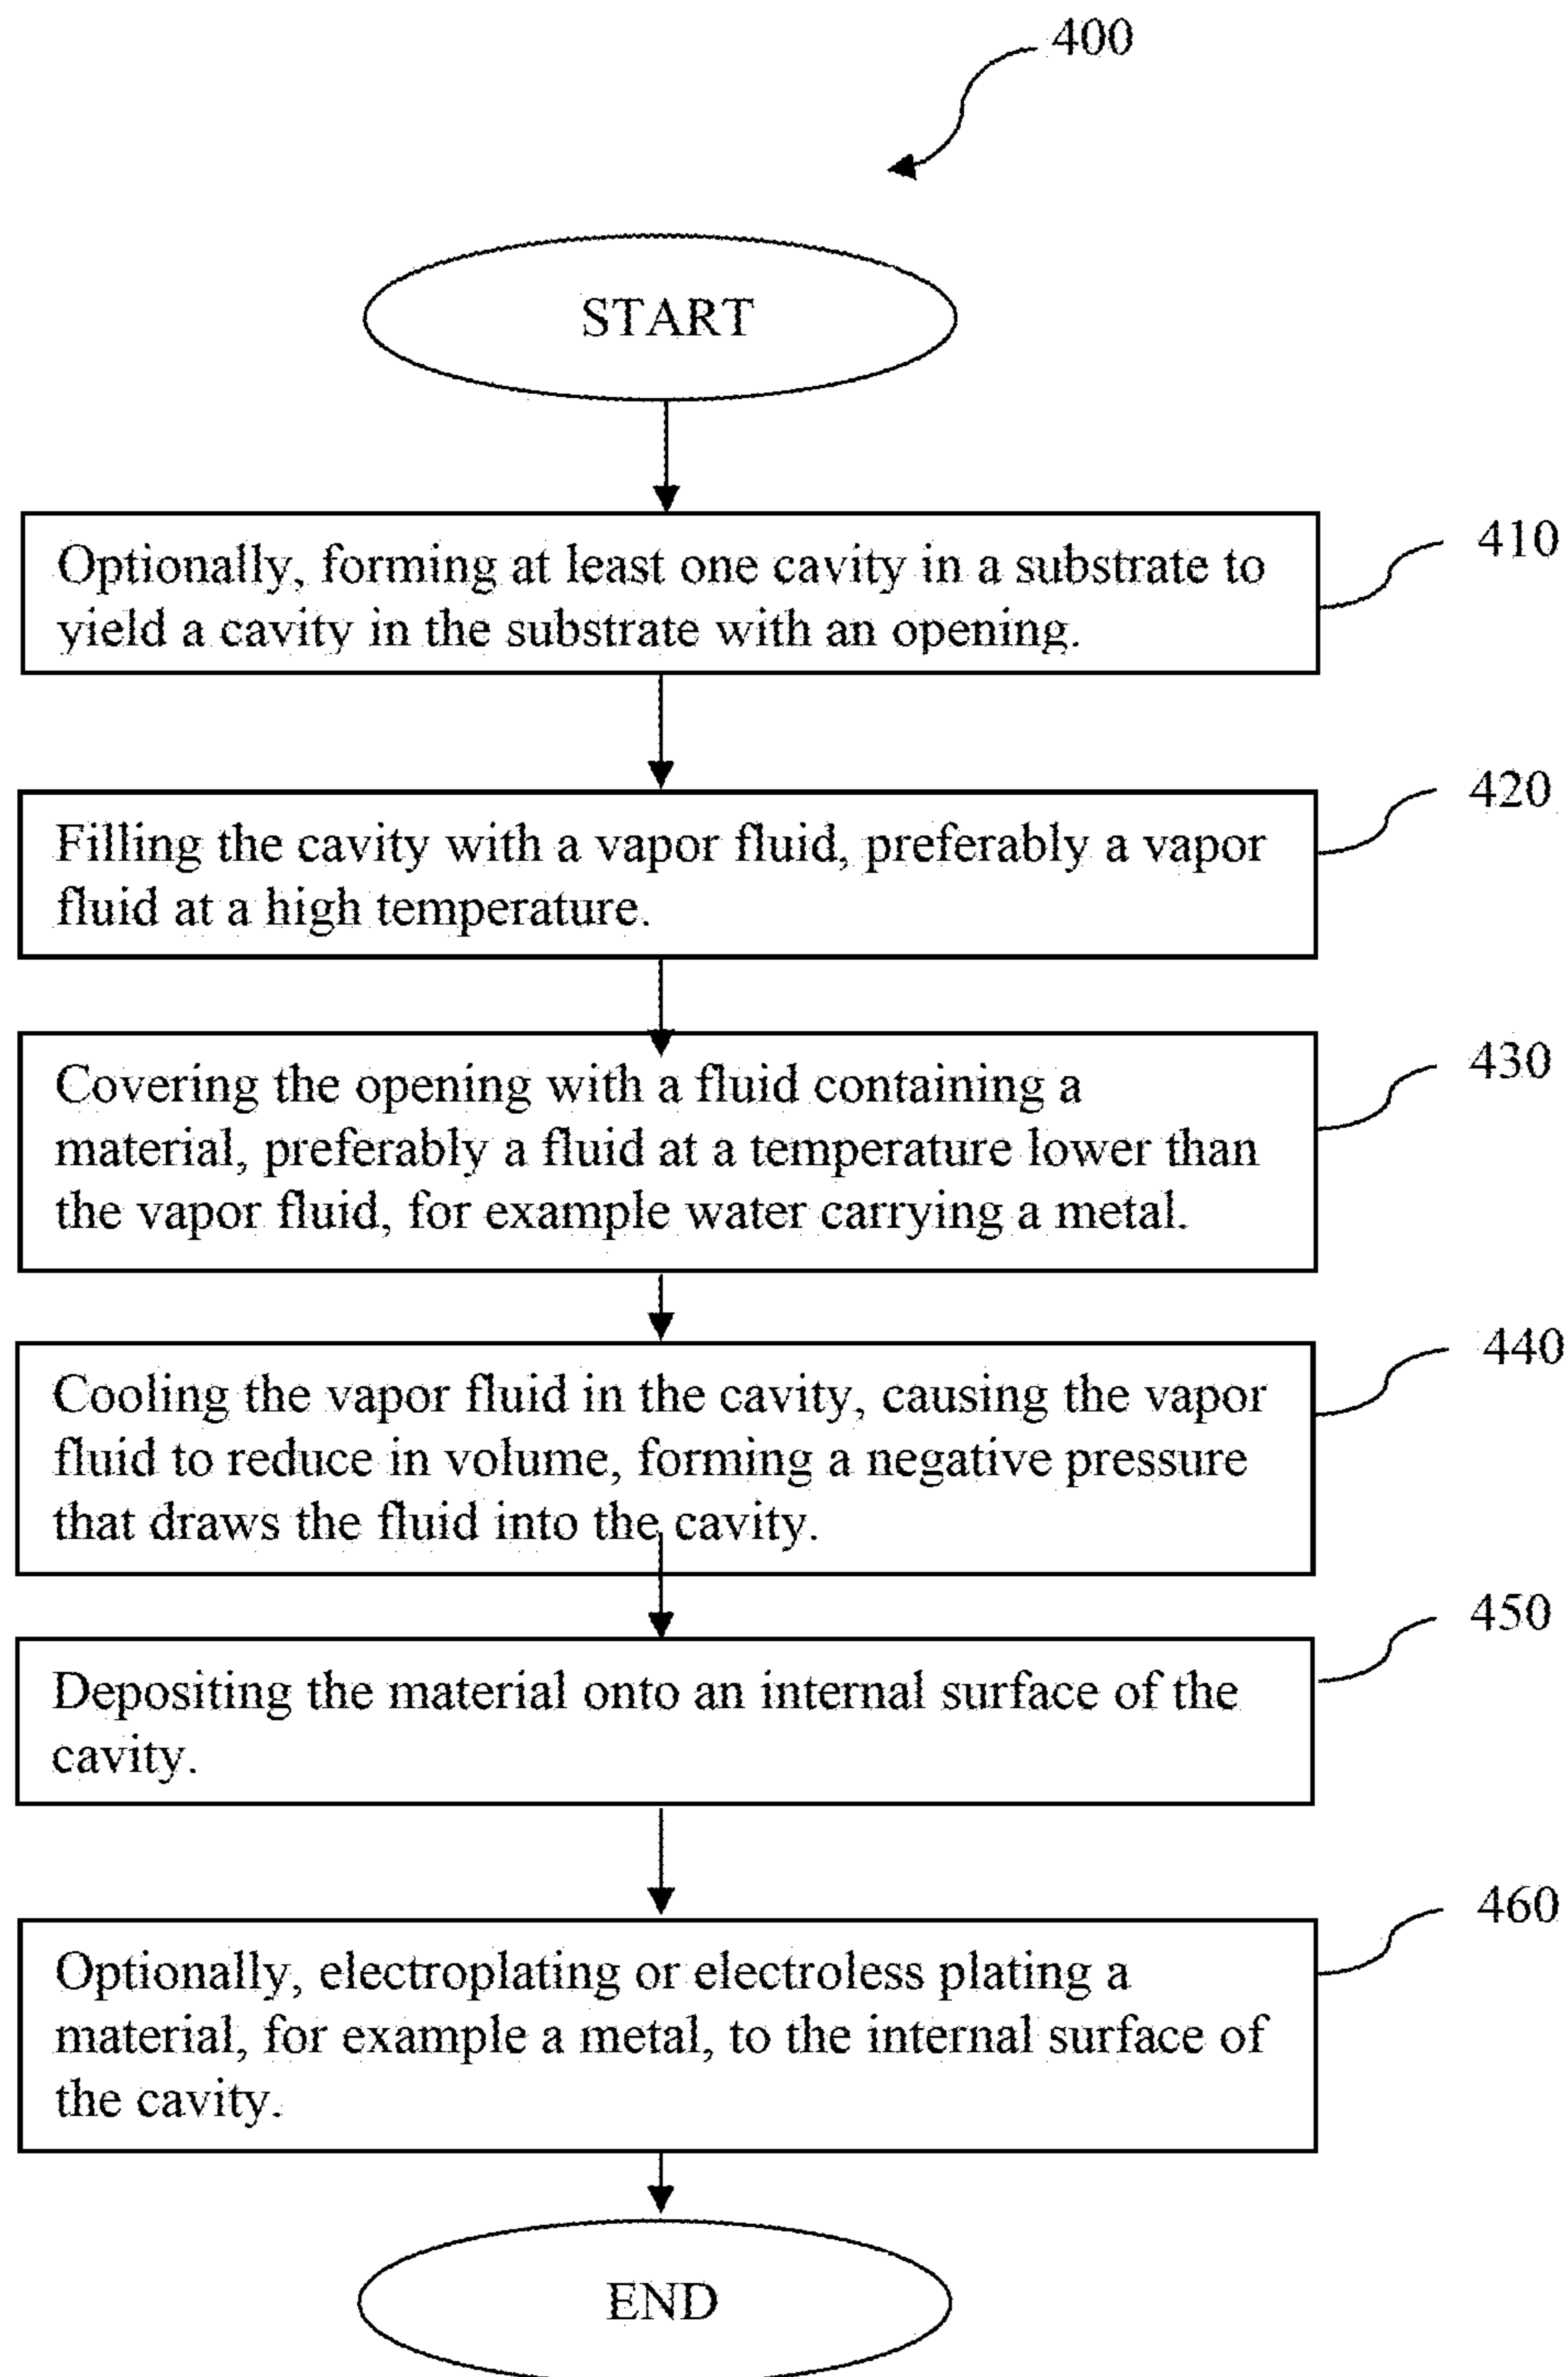 400
START
Optionally, forming at least one cavity in a substrate to
yield a cavity in the substrate with an opening.
410
Filling the cavity with a vapor fluid, preferably a vapor
fluid at a high temperature.
420
Covering the opening with a fluid containing a
material, preferably a fluid at a temperature lower than
the vapor fluid, for example water carrying a metal.
430
Cooling the vapor fluid in the cavity, causing the vapor
fluid to reduce in volume, forming a negative pressure
that draws the fluid into the cavity.
440
Depositing the material onto an internal surface of the
cavity.
450
Optionally, electroplating or electroless plating a
material, for example a metal, to the internal surface of
the cavity.
460
END